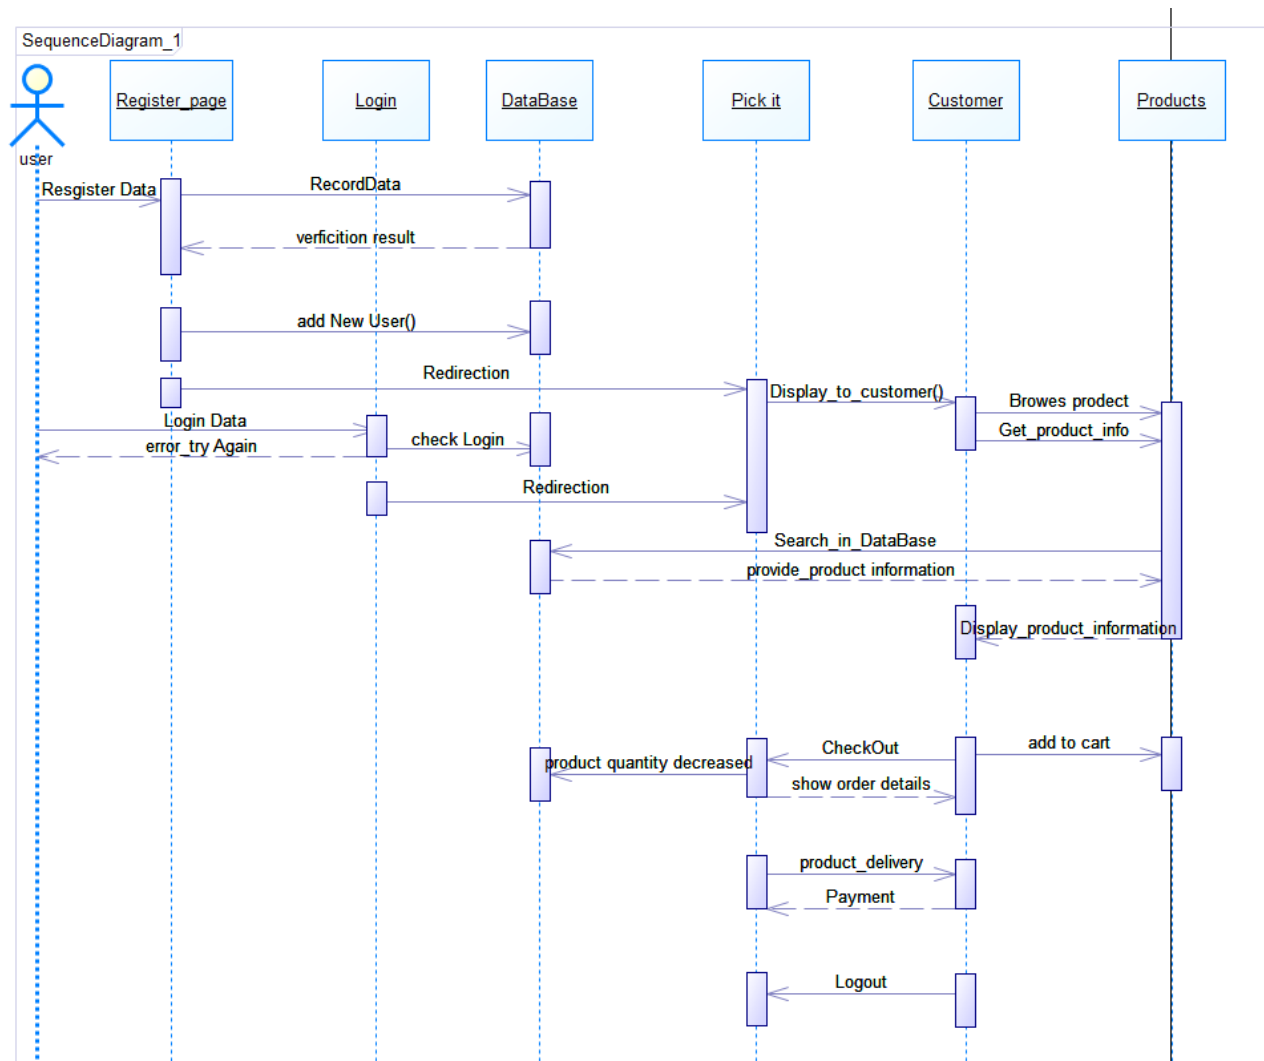 SequenceDiagram_1
user
Register_page
Login
DataBase
Pick it
Customer
Products
Resgister Data
RecordData
verficition result
add New User()
Redirection
Display_to_customer()
Browes prodect
Login Data
Get_product_info
check Login
error_try Again
Redirection
Search_in_DataBase
provide_product information
Display_product_information
add to cart
CheckOut
product quantity decreased
show order details
product_delivery
Payment
Logout